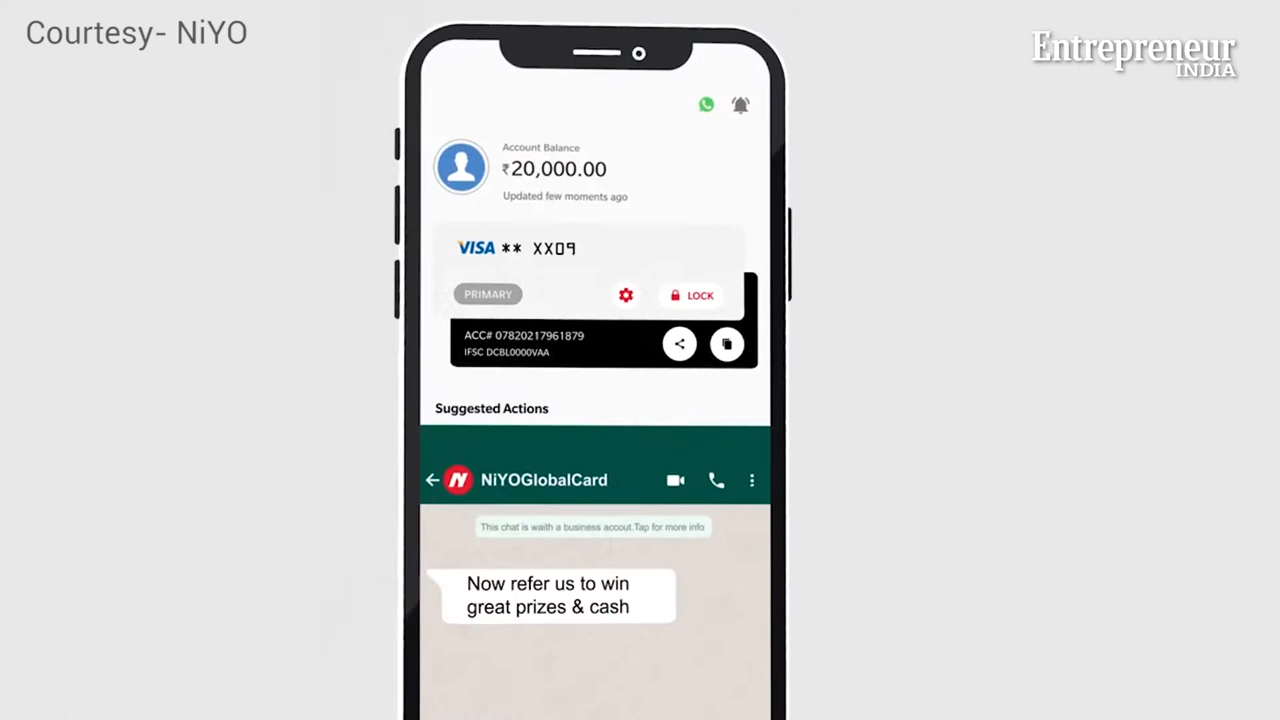 Courtesy- NiYO
Entrepreneur
INDIA
Account Balance
₹20,000.00
Updated few moments ago
VISA ** XX09
PRIMARY
LOCK
ACC# 07820217961879
IFSC DCBL0000VAA
Suggested Actions
N NiYOGlobalCard
This chat is waith a business accout.Tap for more info
Now refer us to win
great prizes & cash